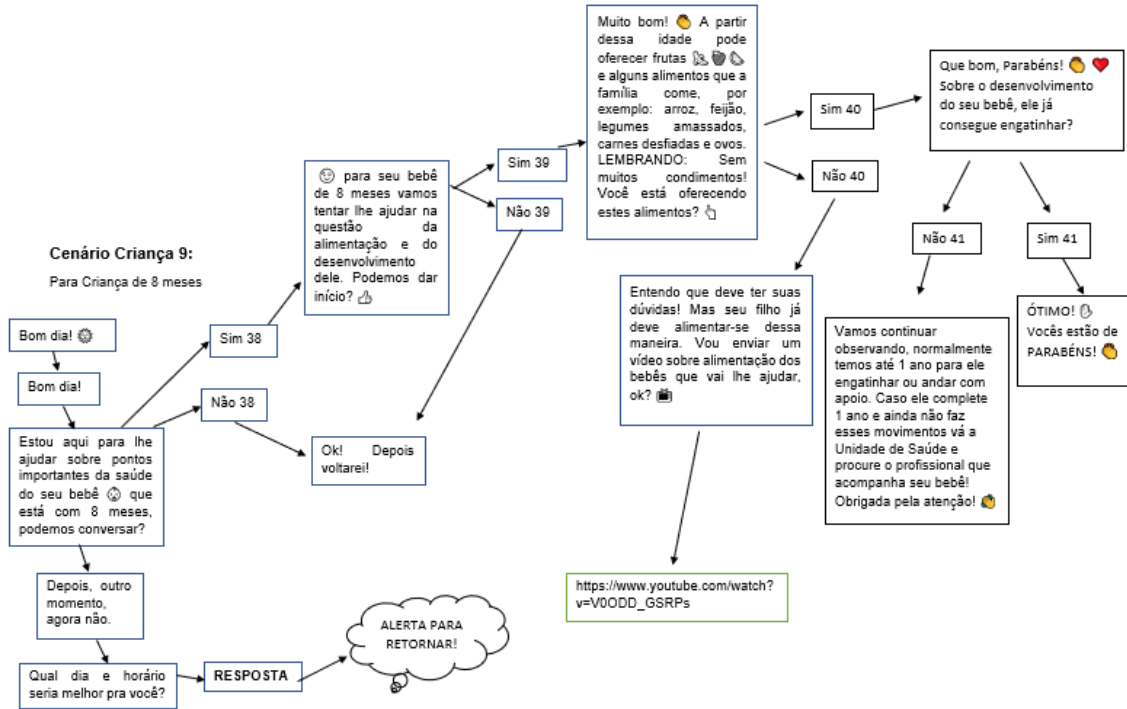 Cenário Criança 9:
Para Criança de 8 meses
Bom dia!
Bom dia!
Estou aqui para lhe
ajudar sobre pontos
importantes da saúde
do seu bebê 👶 que
está com 8 meses,
podemos conversar?
Depois, outro
momento,
agora não.
Qual dia e horário
seria melhor pra você?
RESPOSTA
ALERTA PARA
RETORNAR!
Sim 38
Não 38
Ok! Depois
voltarei!
para seu bebê
de 8 meses vamos
tentar lhe ajudar na
questão da
alimentação e do
desenvolvimento
dele. Podemos dar
início? 👍
Sim 39
Não 39
Muito bom! 👏 A partir
dessa idade pode
oferecer frutas
e alguns alimentos que a
família come, por
exemplo: arroz, feijão,
legumes amassados,
carnes desfiadas e ovos.
LEMBRANDO: Sem
muitos condimentos!
Você está oferecendo
estes alimentos?
Sim 40
Não 40
Entendo que deve ter suas
dúvidas! Mas seu filho já
deve alimentar-se dessa
maneira. Vou enviar um
vídeo sobre alimentação dos
bebês que vai lhe ajudar,
ok? 📺
https://www.youtube.com/watch?
v=V0ODD_GSRPs
Que bom, Parabéns! 👏 ❤️
Sobre o desenvolvimento
do seu bebê, ele já
consegue engatinhar?
Não 41
Sim 41
Vamos continuar
observando, normalmente
temos até 1 ano para ele
engatinhar ou andar com
apoio. Caso ele complete
1 ano e ainda não faz
esses movimentos vá a
Unidade de Saúde e
procure o profissional que
acompanha seu bebê!
Obrigada pela atenção! 👏
ÓTIMO!
Vocês estão de
PARABÉNS! 👏